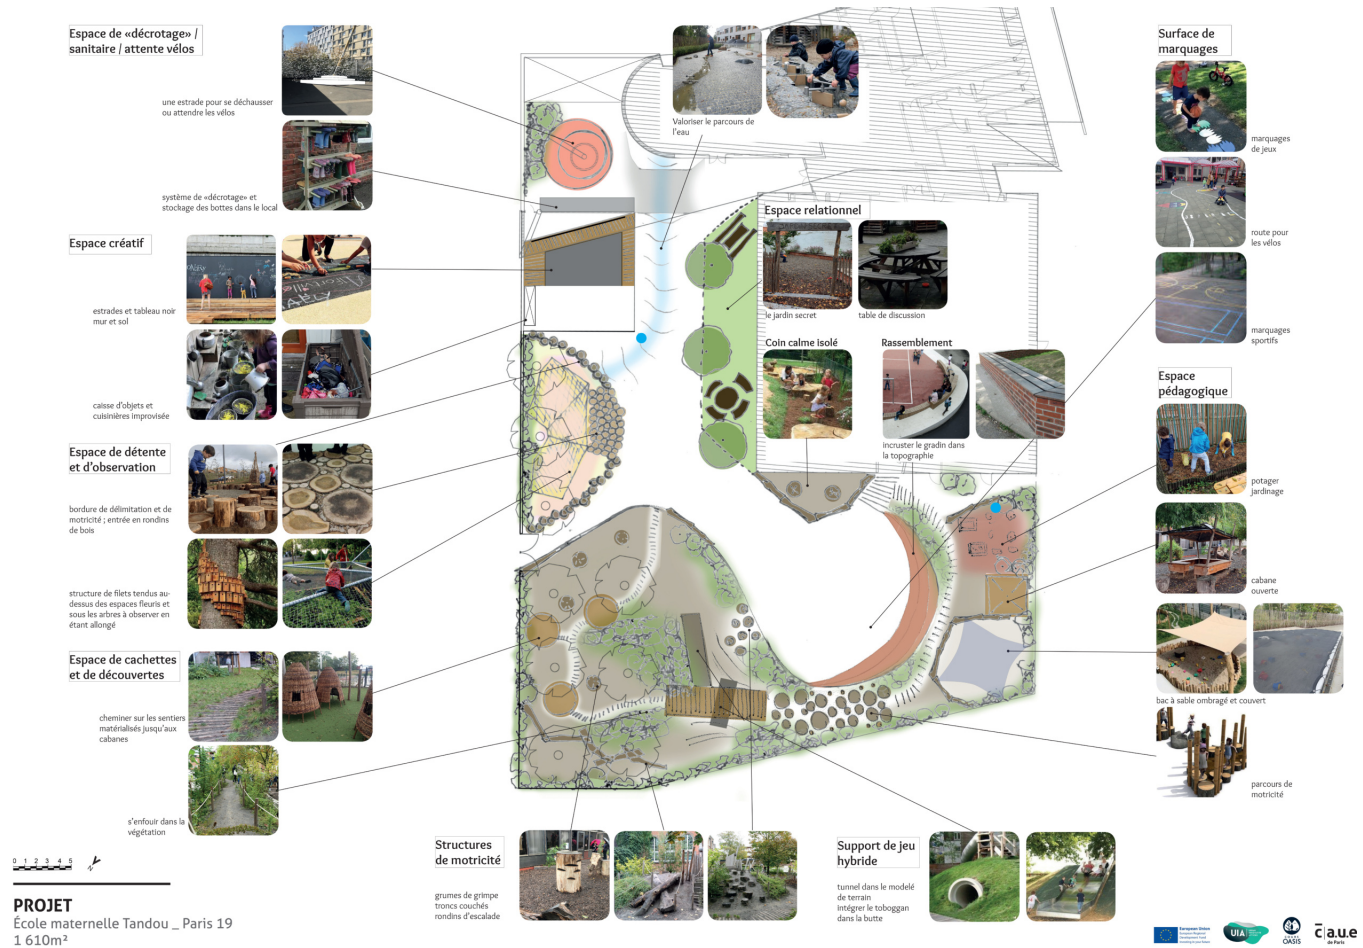 Espace de «décrotage» /
sanitaire / attente vélos
une estrade pour se déchausser
ou attendre les vélos
système de «décrotage» et
stockage des bottes dans le local
Espace créatif
estrades et tableau noir
mur et sol
caisse d'objets et
cuisinières improvisée
Espace de détente
et d'observation
bordure de délimitation et de
motricité ; entrée en rondins
de bois
structure de filets tendus au-
dessus des espaces fleuris et
sous les arbres à observer en
étant allongé
Espace de cachettes
et de découvertes
cheminer sur les sentiers
matérialisés jusqu'aux
cabanes
s'enfouir dans la
végétation
Valoriser le parcours de
l'eau
Espace relationnel
le jardin secret
table de discussion
Coin calme isolé
Rassemblement
incruster le gradin dans
la topographie
Surface de
marquages
marquages
de jeux
route pour
les vélos
marquages
sportifs
Espace
pédagogique
potager
jardinage
cabane
ouverte
bac à sable ombragé et couvert
parcours de
motricité
Structures
de motricité
grumes de grimpe
troncs couchés
rondins d'escalade
Support de jeu
hybride
tunnel dans le modelé
de terrain
intégrer le toboggan
dans la butte
0 1 2 3 4 5
N
PROJET
École maternelle Tandou _ Paris 19
1 610m²
European Union
UIA
OASIS
c|a.u.e
de Paris